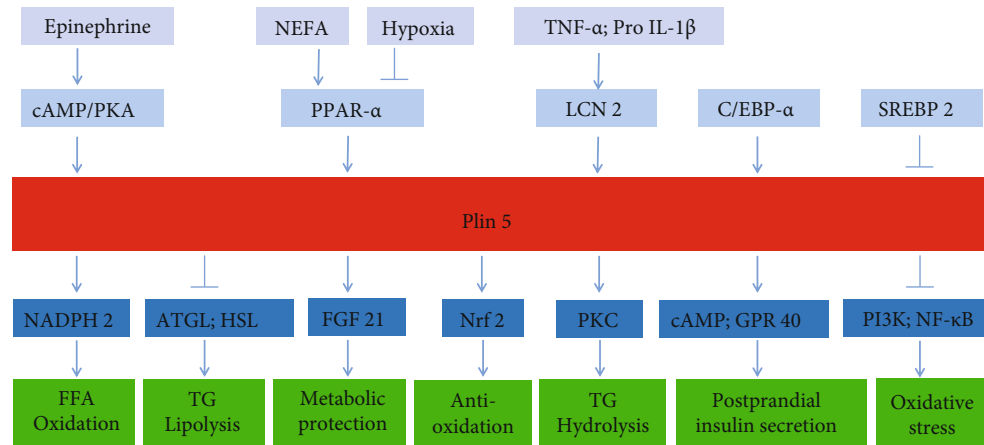 Epinephrine
NEFA
Hypoxia
TNF-α; Pro IL-1β
cAMP/PKA
PPAR-α
LCN 2
C/EBP-α
SREBP 2
Plin 5
NADPH 2
ATGL; HSL
FGF 21
Nrf 2
PKC
cAMP; GPR 40
PI3K; NF-κB
FFA
Oxidation
TG
Lipolysis
Metabolic
protection
Anti-
oxidation
TG
Hydrolysis
Postprandial
insulin secretion
Oxidative
stress